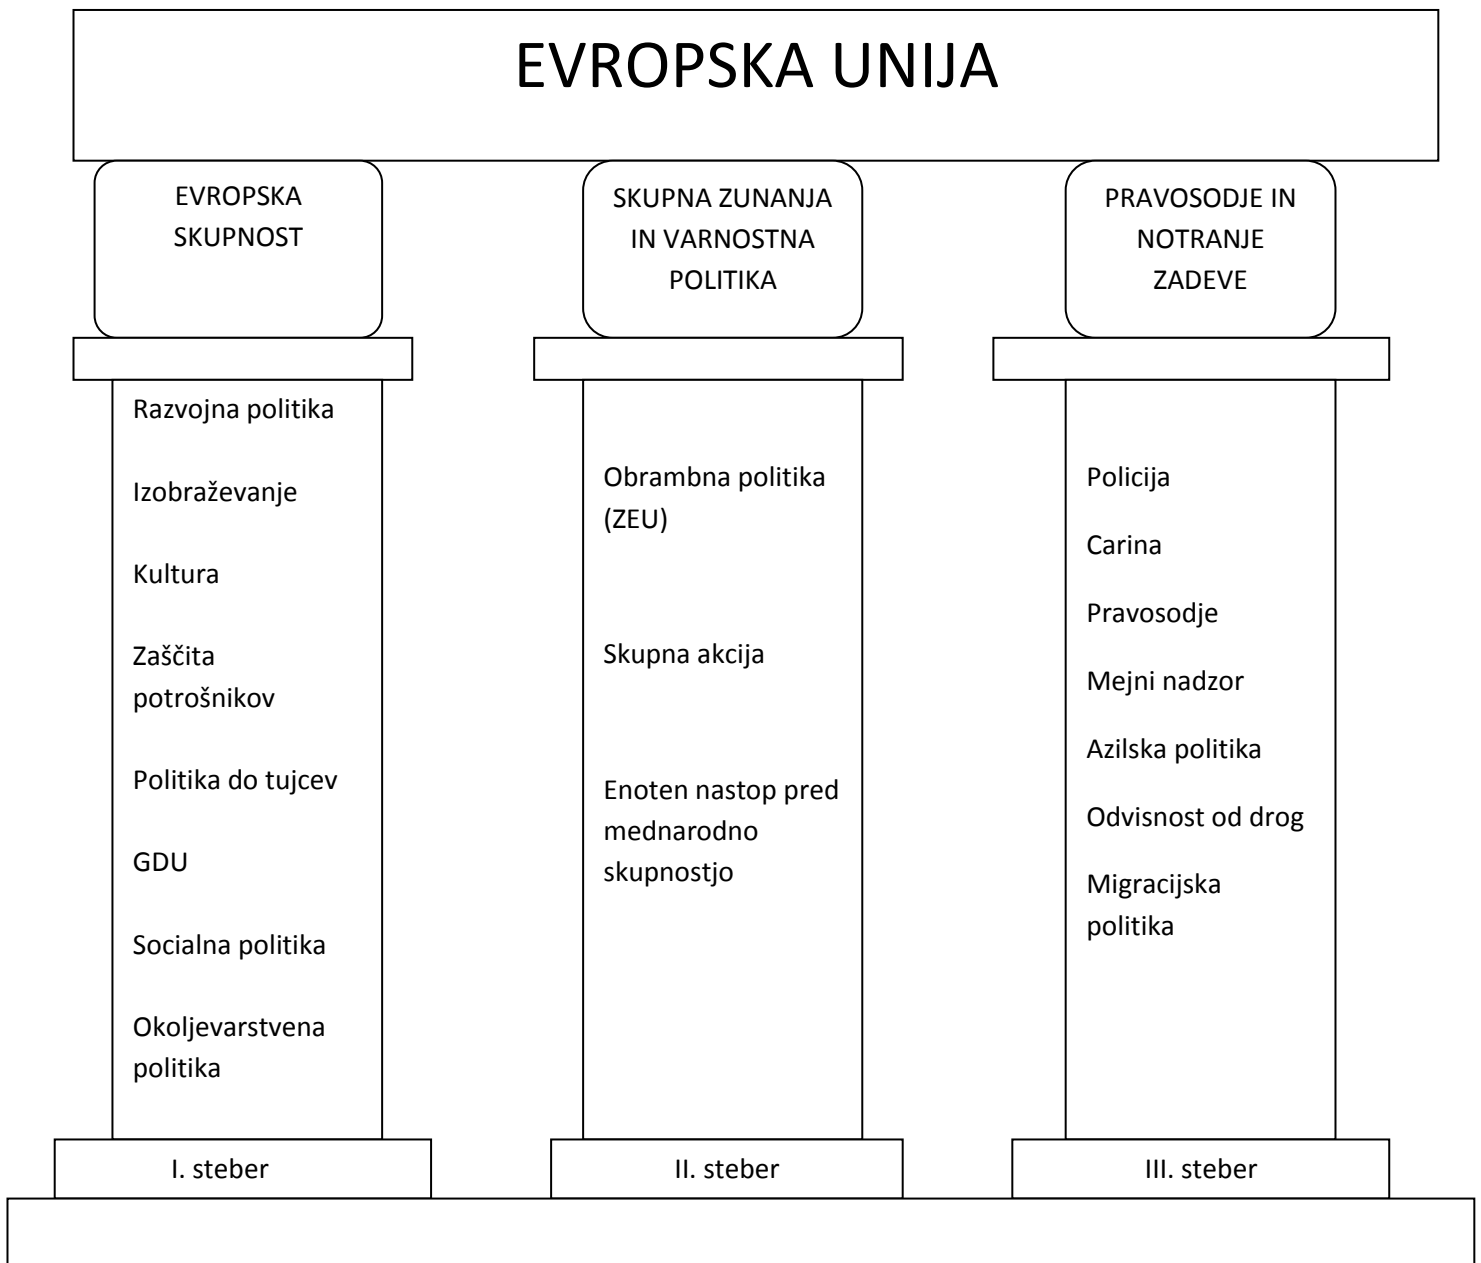 EVROPSKA UNIJA
EVROPSKA
SKUPNOST
SKUPNA ZUNANJA
IN VARNOSTNA
POLITIKA
PRAVOSODJE IN
NOTRANJE
ZADEVE
Razvojna politika
Izobraževanje
Kultura
Zaščita
potrošnikov
Politika do tujcev
GDU
Socialna politika
Okoljevarstvena
politika
Obrambna politika
(ZEU)
Skupna akcija
Enoten nastop pred
mednarodno
skupnostjo
Policija
Carina
Pravosodje
Mejni nadzor
Azilska politika
Odvisnost od drog
Migracijska
politika
I. steber
II. steber
III. steber